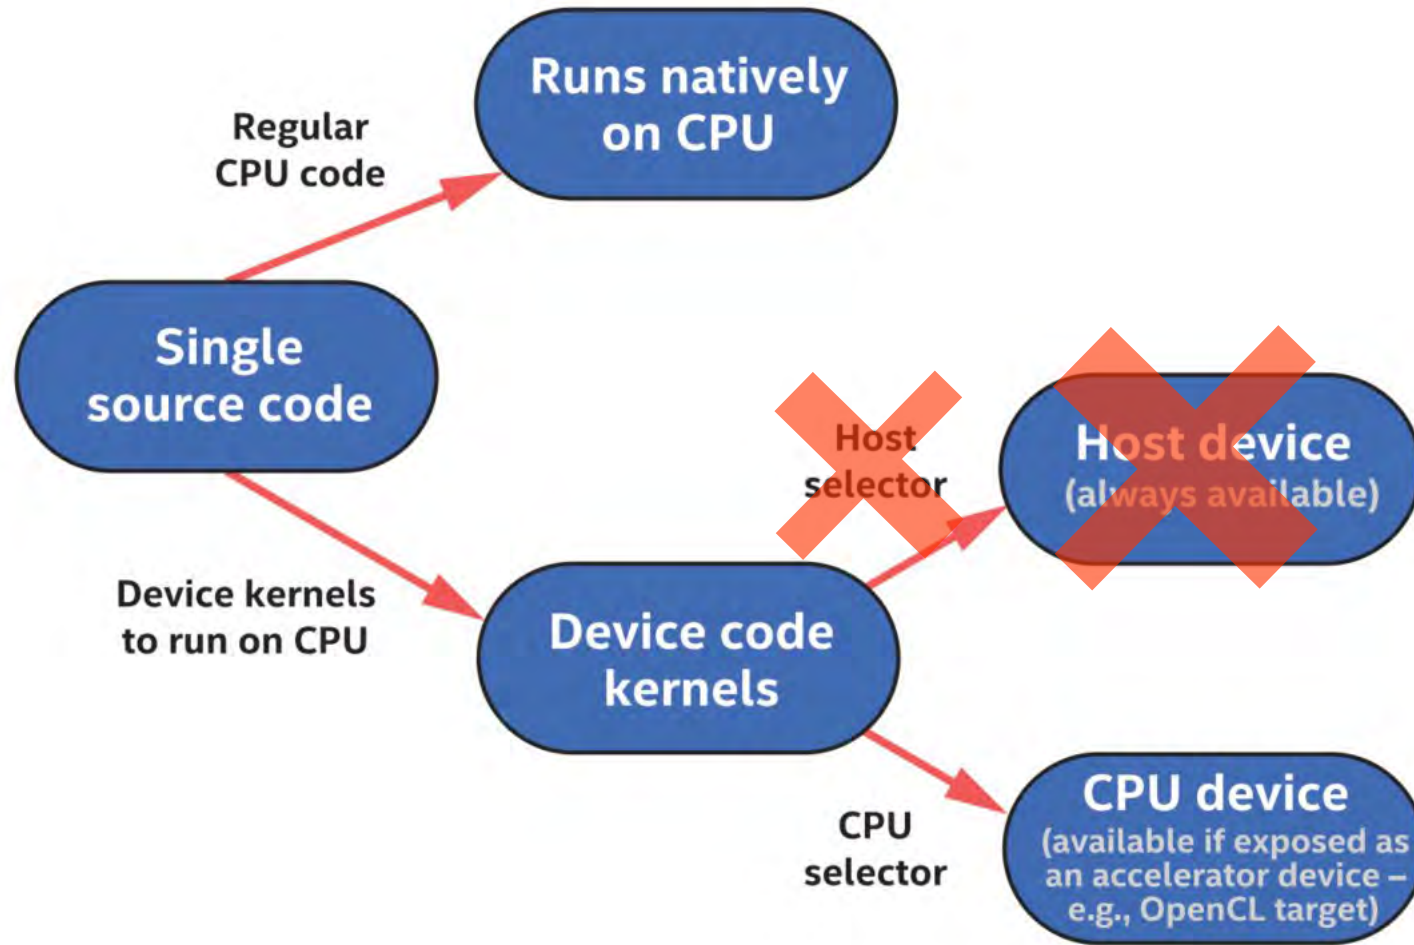 Runs natively
on CPU
Regular
CPU code
Single
source code
Host
selector
Host device
(always available)
Device kernels
to run on CPU
Device code
kernels
CPU
selector
CPU device
(available if exposed as
an accelerator device –
e.g., OpenCL target)